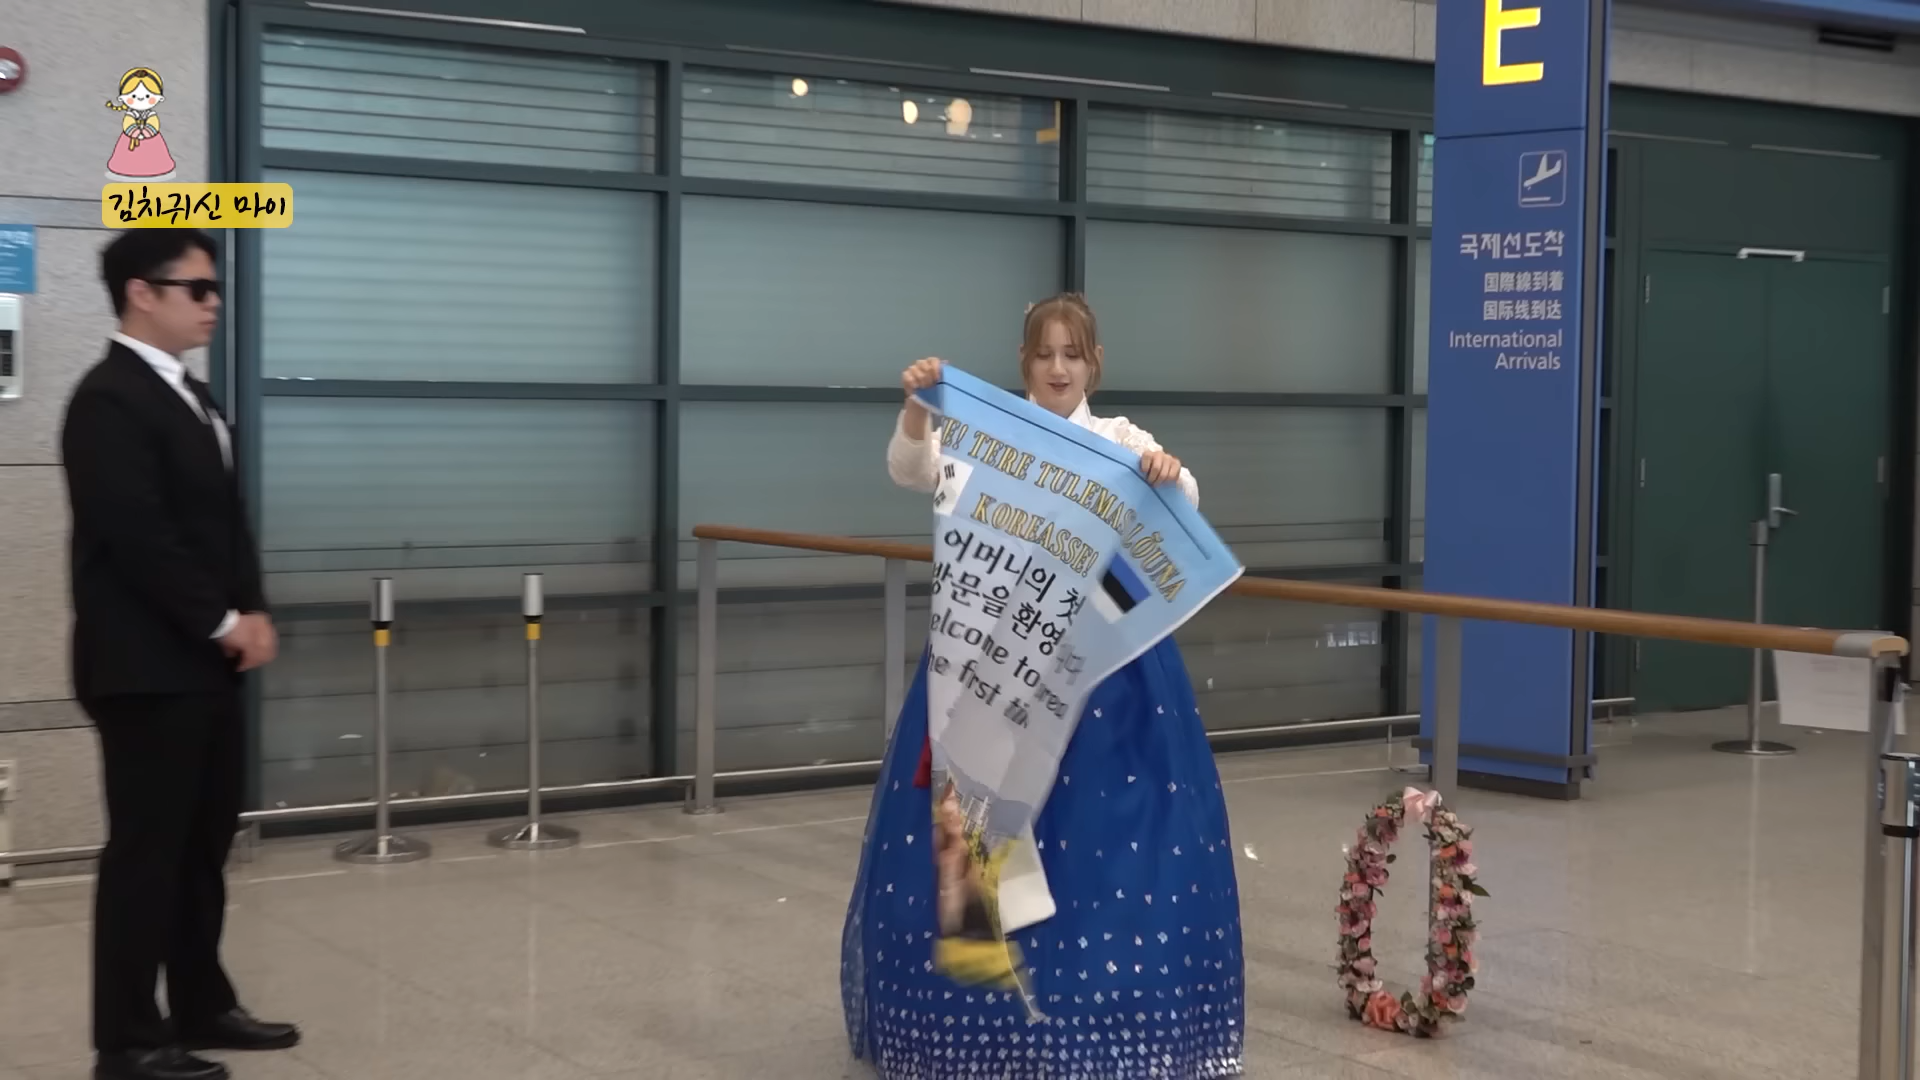 김치귀신 마이
E
국제선도착
国際線到着
国际线到达
International
Arrivals
E! TERE TULEMAS LÕUNA
KOREASSE!
어머니의 첫
방문을 환영
elcome to
he first